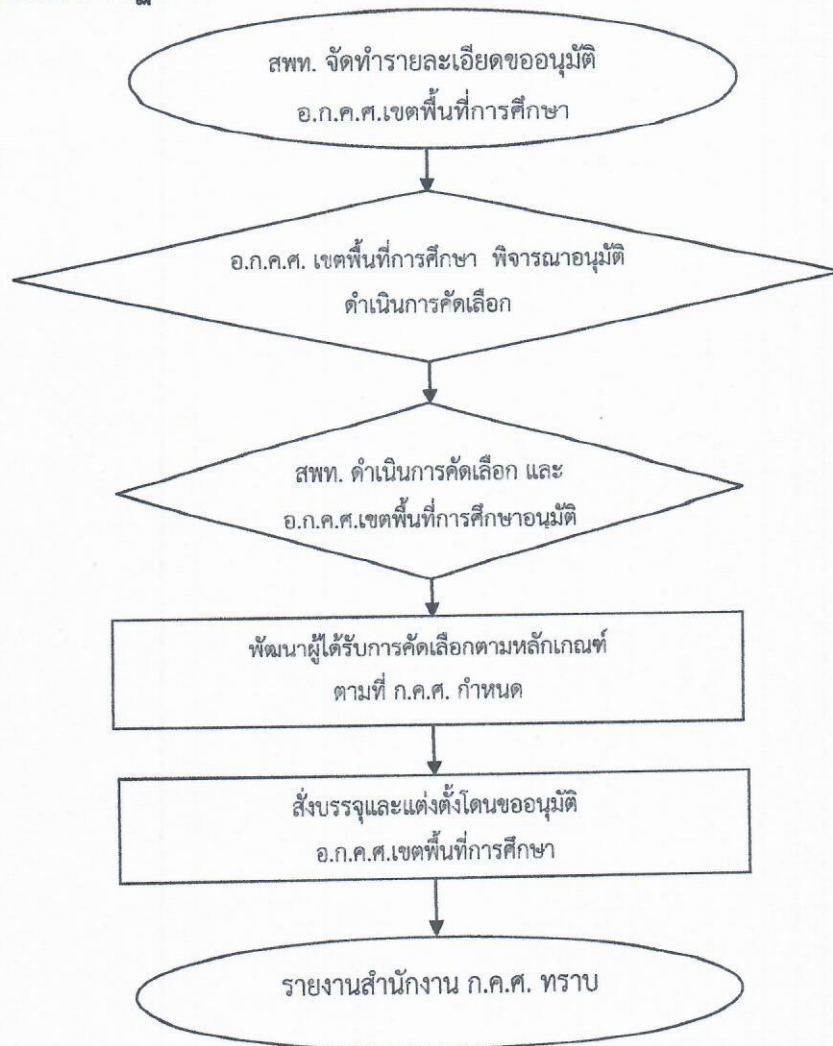 สพท. จัดทำรายละเอียดขออนุมัติ
อ.ก.ค.ศ.เขตพื้นที่การศึกษา
อ.ก.ค.ศ. เขตพื้นที่การศึกษา พิจารณาอนุมัติ
ดำเนินการคัดเลือก
สพท. ดำเนินการคัดเลือก และ
อ.ก.ค.ศ.เขตพื้นที่การศึกษาอนุมัติ
พัฒนาผู้ได้รับการคัดเลือกตามหลักเกณฑ์
ตามที่ ก.ค.ศ. กำหนด
สั่งบรรจุและแต่งตั้งโดนขออนุมัติ
อ.ก.ค.ศ.เขตพื้นที่การศึกษา
รายงานสำนักงาน ก.ค.ศ. ทราบ